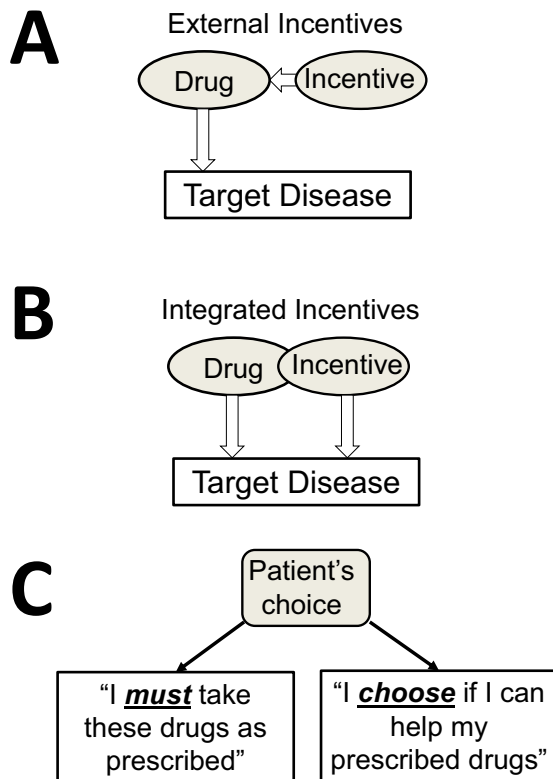 A
External Incentives
Drug
Incentive
Target Disease
B
Integrated Incentives
Drug
Incentive
Target Disease
C
Patient’s
choice
“I must take
these drugs as
prescribed”
“I choose if I can
help my
prescribed drugs”